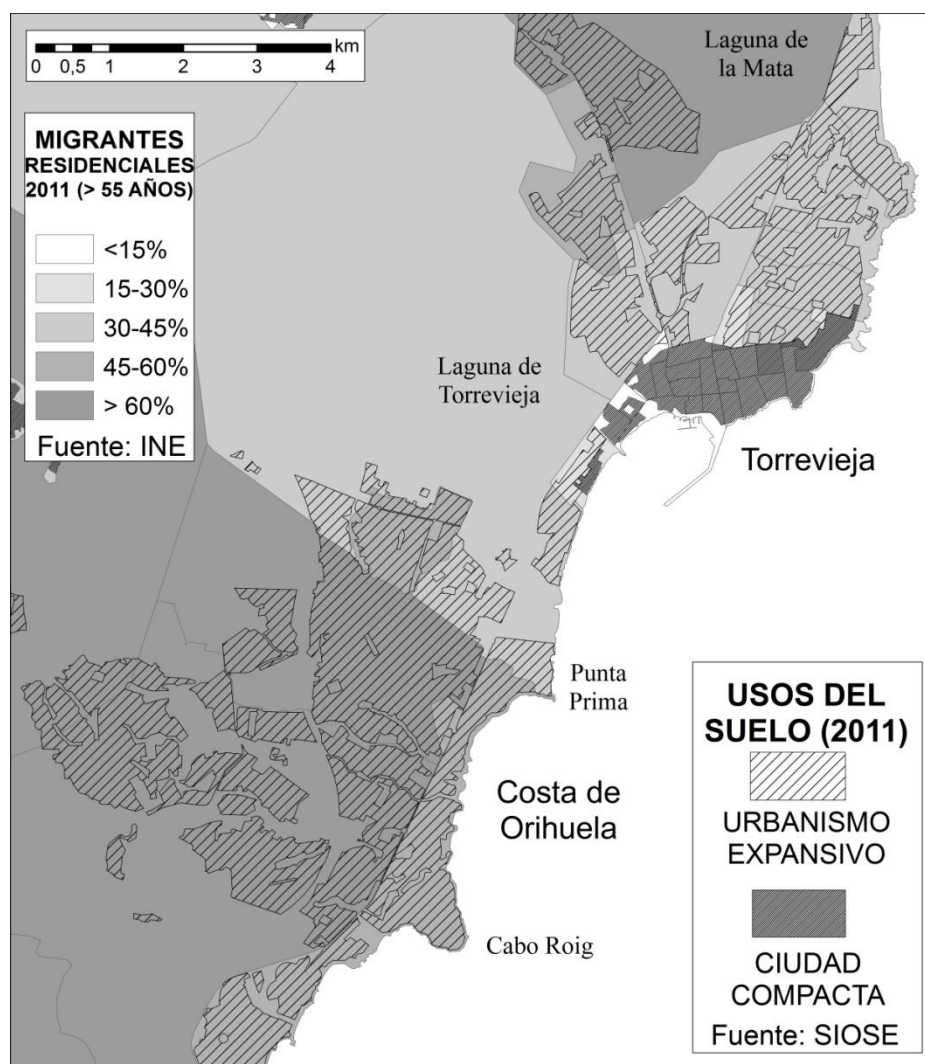 km
0 0,5 1 2 3 4
Laguna de
la Mata
MIGRANTES
RESIDENCIALES
2011 (> 55 AÑOS)
<15%
15-30%
30-45%
45-60%
> 60%
Fuente: INE
Laguna de
Torrevieja
Torrevieja
Punta
Prima
Costa de
Orihuela
Cabo Roig
USOS DEL
SUELO (2011)
URBANISMO
EXPANSIVO
CIUDAD
COMPACTA
Fuente: SIOSE